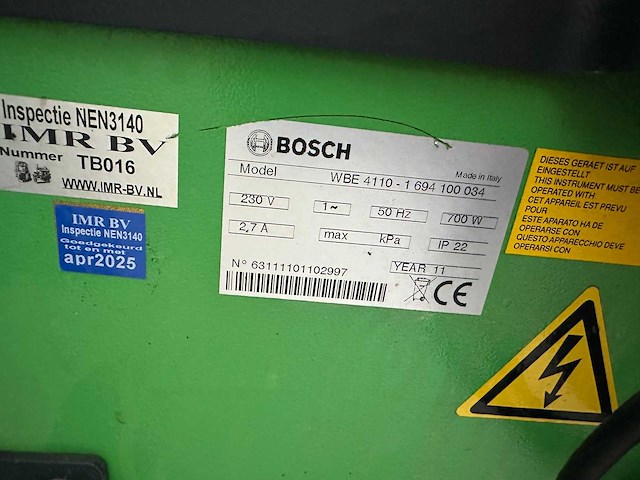 Inspectie NEN3140
IMR BV
Nummer TB016
WWW.IMR-BV.NL
IMR BV
Inspectie NEN3140
Goedgekeurd
tot en met
apr2025
BOSCH
Made in Italy
Model WBE 4110 - 1 694 100 034
230 V 1~ 50 Hz 700 W
2,7 A max kPa IP 22
N° 63111101102997 YEAR 11
CE
DIESES GERAET IST AUF
EINGESTELLT
THIS INSTRUMENT MUST BE
OPERATED WITH
CET APPAREIL EST PREVU
POUR
ESTE APARATO HA DE
OPERARSE CON
QUESTO APPARECCHIO DEVE
OPERARSI CON